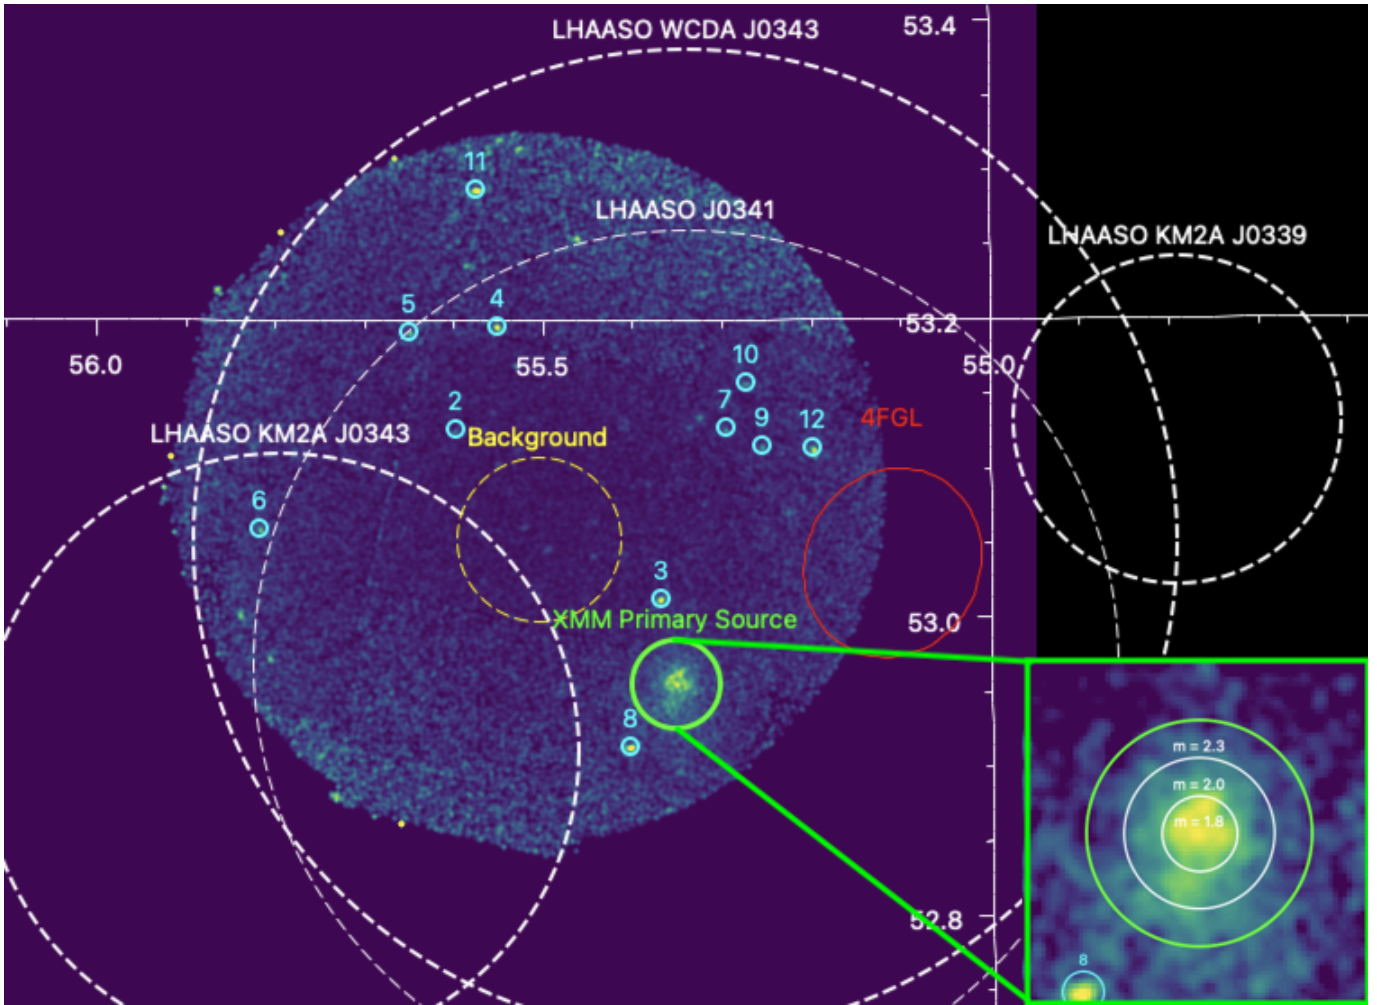 53.4
LHAASO WCDA J0343
11
LHAASO J0341
LHAASO KM2A J0339
5
4
53.2
56.0
55.5
10
55.0
2
7
9
12
4FGL
LHAASO KM2A J0343
Background
6
3
XMM Primary Source
53.0
8
m = 2.3
m = 2.0
m = 1.8
52.8
8